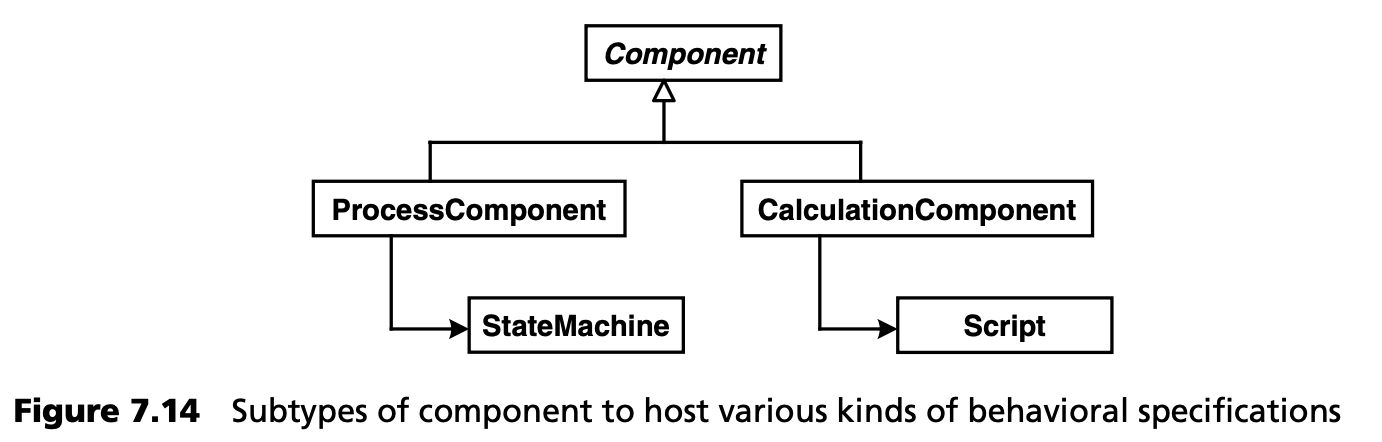 Component
ProcessComponent
CalculationComponent
StateMachine
Script
Figure 7.14 Subtypes of component to host various kinds of behavioral specifications